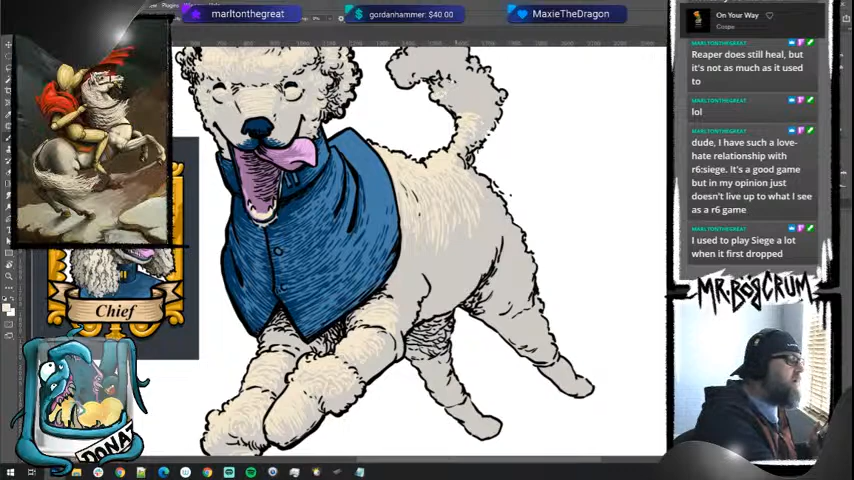 marltonthegreat
gordanhammer: $40.00
MaxieTheDragon
On Your Way
MARLTONTHEGREAT
Reaper does still heal, but
it's not as much as it used
to
MARLTONTHEGREAT
lol
MARLTONTHEGREAT
dude, I have such a love-
hate relationship with
r6:siege. It's a good game
but in my opinion just
doesn't live up to what I see
as a r6 game
MARLTONTHEGREAT
I used to play Siege a lot
when it first dropped
MR.BOGCRUM
Chief